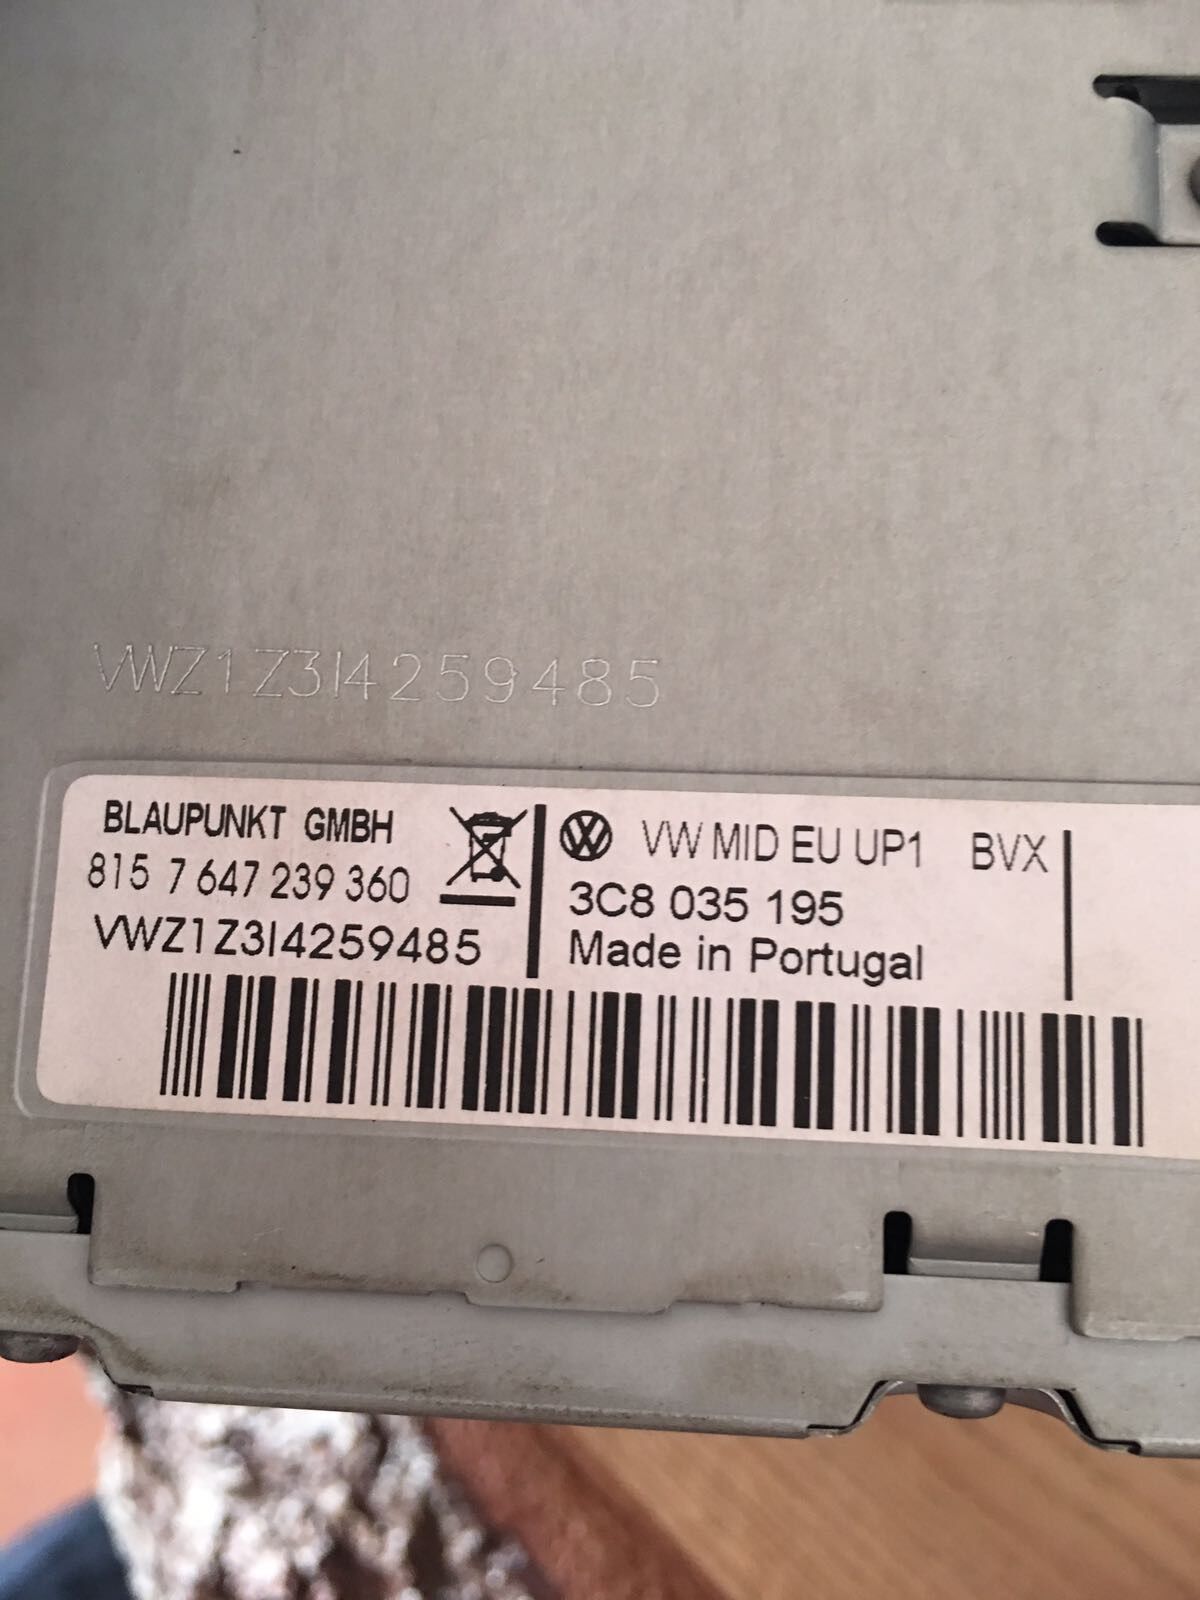 VWZ1Z3I4259485
BLAUPUNKT GMBH
815 7 647 239 360
VWZ1Z3I4259485
VW MID EU UP1 BVX
3C8 035 195
Made in Portugal